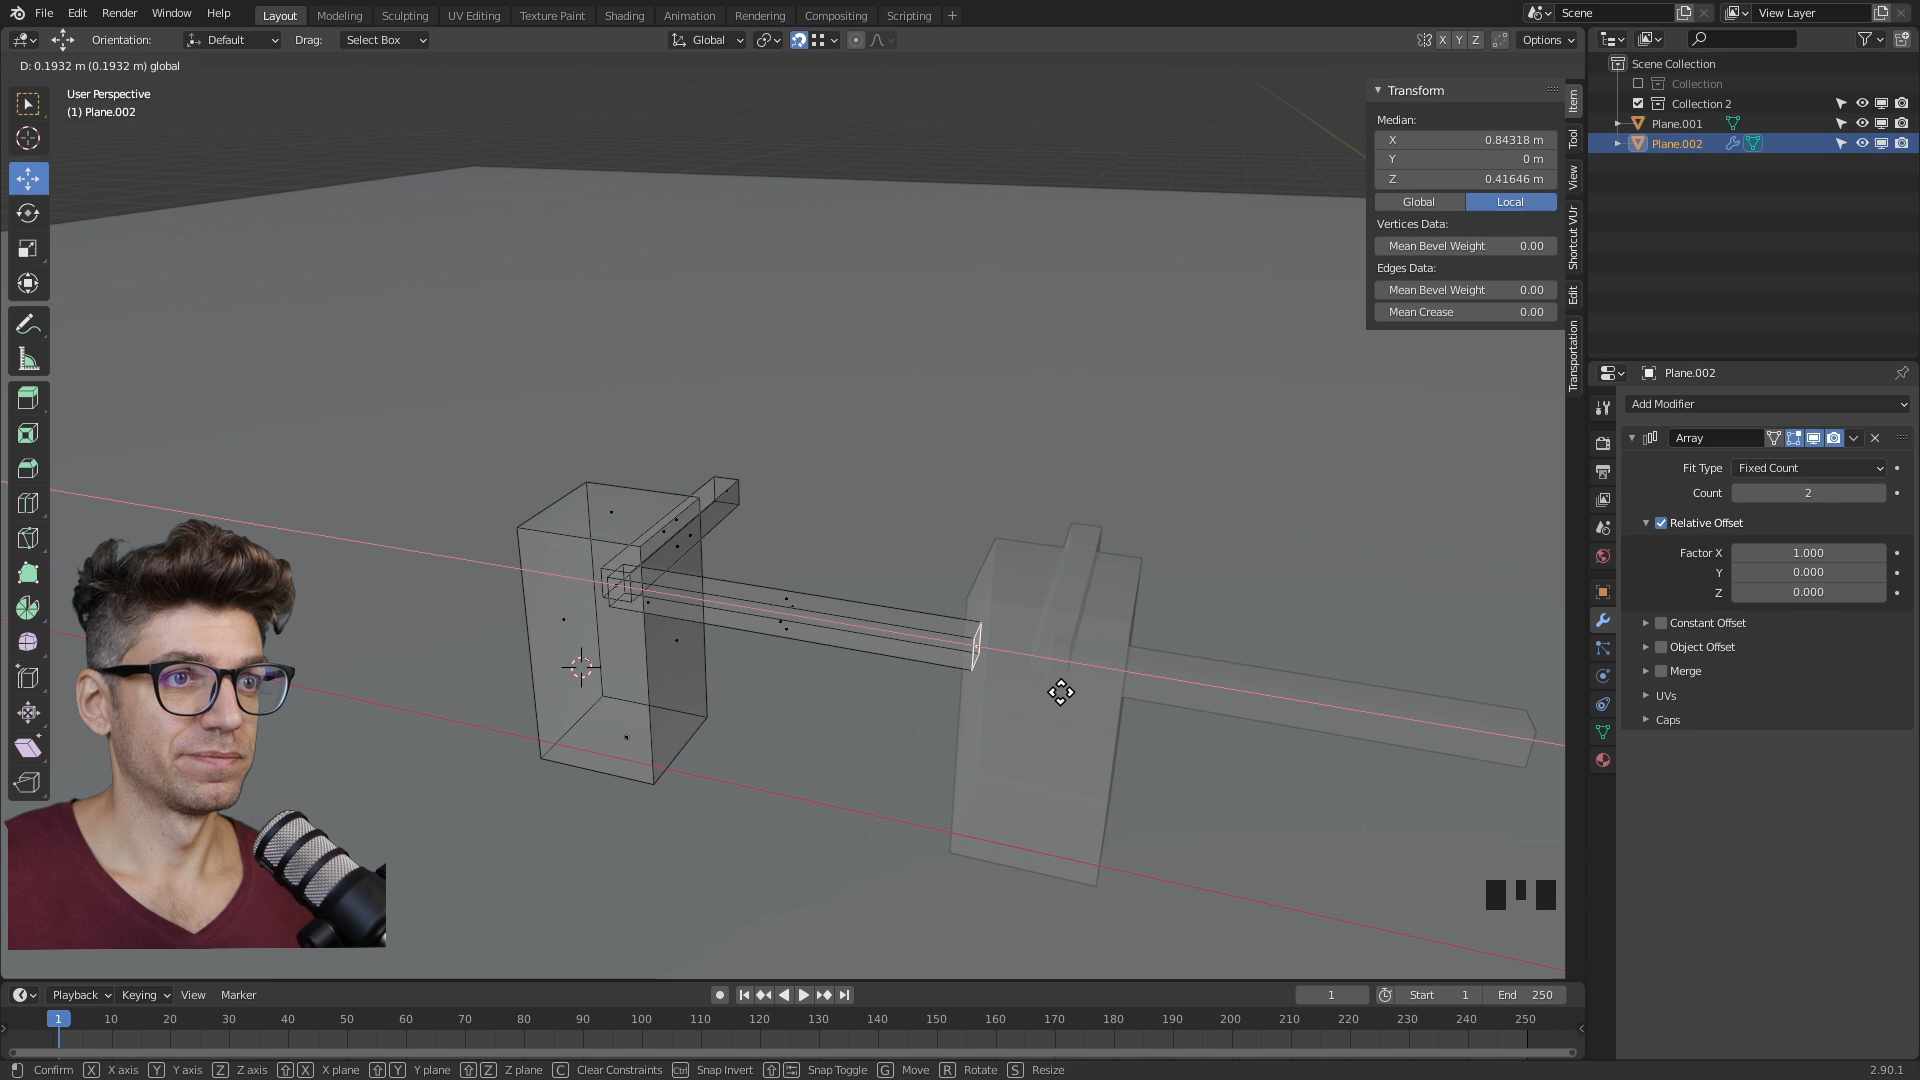 File Edit Render Window Help Layout Modeling Sculpting UV Editing Texture Paint Shading Animation Rendering Compositing Scripting + Scene View Layer
Orientation: Default Drag: Select Box Global X Y Z Options
D: 0.1932 m (0.1932 m) global
User Perspective
(1) Plane.002
Transform
Median:
X 0.84318 m
Y 0 m
Z 0.41646 m
Global Local
Vertices Data:
Mean Bevel Weight 0.00
Edges Data:
Mean Bevel Weight 0.00
Mean Crease 0.00
Item
Tool
View
Shortcut VUr
Edit
Transportation
Scene Collection
Collection
Collection 2
Plane.001
Plane.002
Plane.002
Add Modifier
Array
Fit Type Fixed Count
Count 2
Relative Offset
Factor X 1.000
Y 0.000
Z 0.000
Constant Offset
Object Offset
Merge
UVs
Caps
Playback Keying View Marker 1 Start 1 End 250
1 10 20 30 40 50 60 70 80 90 100 110 120 130 140 150 160 170 180 190 200 210 220 230 240 250
Confirm X X axis Y Y axis Z Z axis X X plane Y Y plane Z Z plane C Clear Constraints Ctrl Snap Invert Snap Toggle G Move R Rotate S Resize 2.90.1